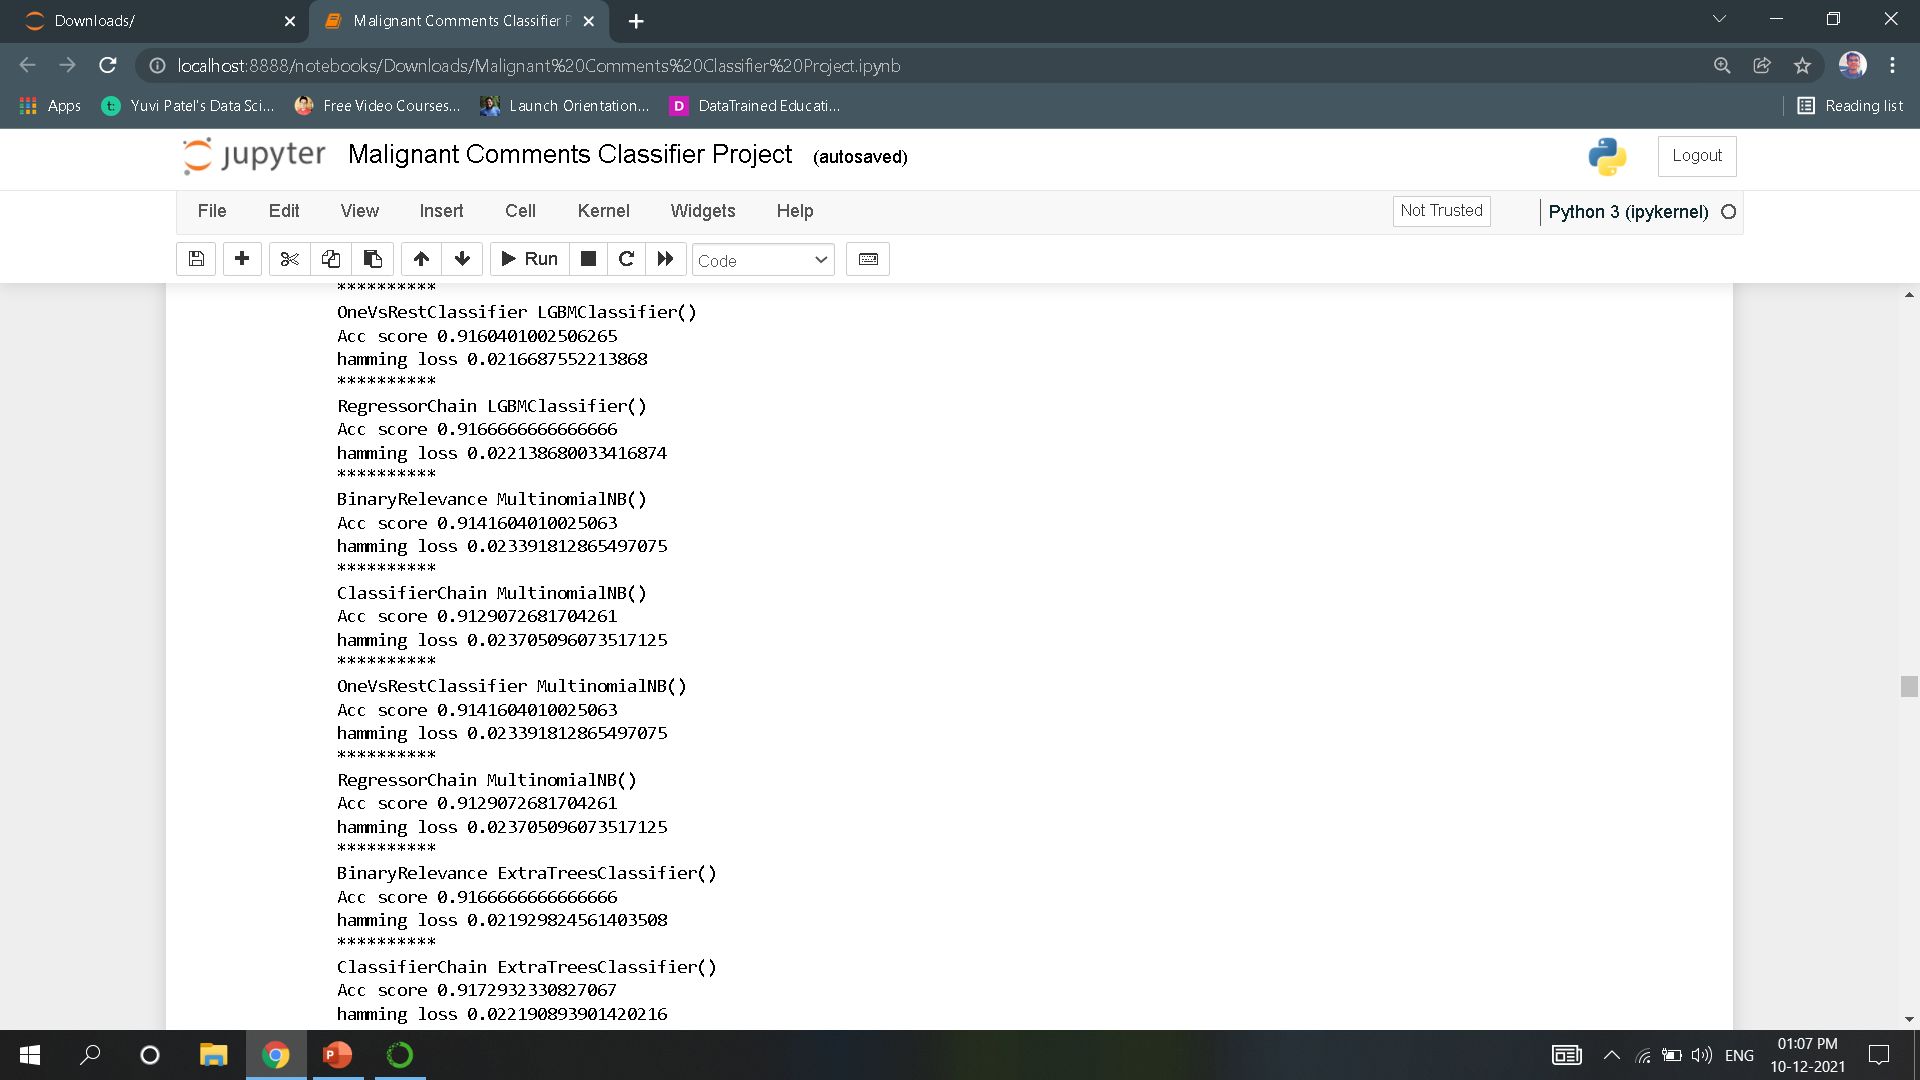 Downloads/
Malignant Comments Classifier P
localhost:8888/notebooks/Downloads/Malignant%20Comments%20Classifier%20Project.ipynb
Apps
t:
Yuvi Patel's Data Sci...
Free Video Courses...
Launch Orientation...
D
DataTrained Educati...
Reading list
jupyter
Malignant Comments Classifier Project (autosaved)
Logout
File Edit View Insert Cell Kernel Widgets Help
Not Trusted
Python 3 (ipykernel)
Run
Code
**********
OneVsRestClassifier LGBMClassifier()
Acc score 0.9160401002506265
hamming loss 0.0216687552213868
**********
RegressorChain LGBMClassifier()
Acc score 0.9166666666666666
hamming loss 0.022138680033416874
**********
BinaryRelevance MultinomialNB()
Acc score 0.9141604010025063
hamming loss 0.023391812865497075
**********
ClassifierChain MultinomialNB()
Acc score 0.9129072681704261
hamming loss 0.023705096073517125
**********
OneVsRestClassifier MultinomialNB()
Acc score 0.9141604010025063
hamming loss 0.023391812865497075
**********
RegressorChain MultinomialNB()
Acc score 0.9129072681704261
hamming loss 0.023705096073517125
**********
BinaryRelevance ExtraTreesClassifier()
Acc score 0.9166666666666666
hamming loss 0.021929824561403508
**********
ClassifierChain ExtraTreesClassifier()
Acc score 0.9172932330827067
hamming loss 0.022190893901420216
P
ENG
01:07 PM
10-12-2021